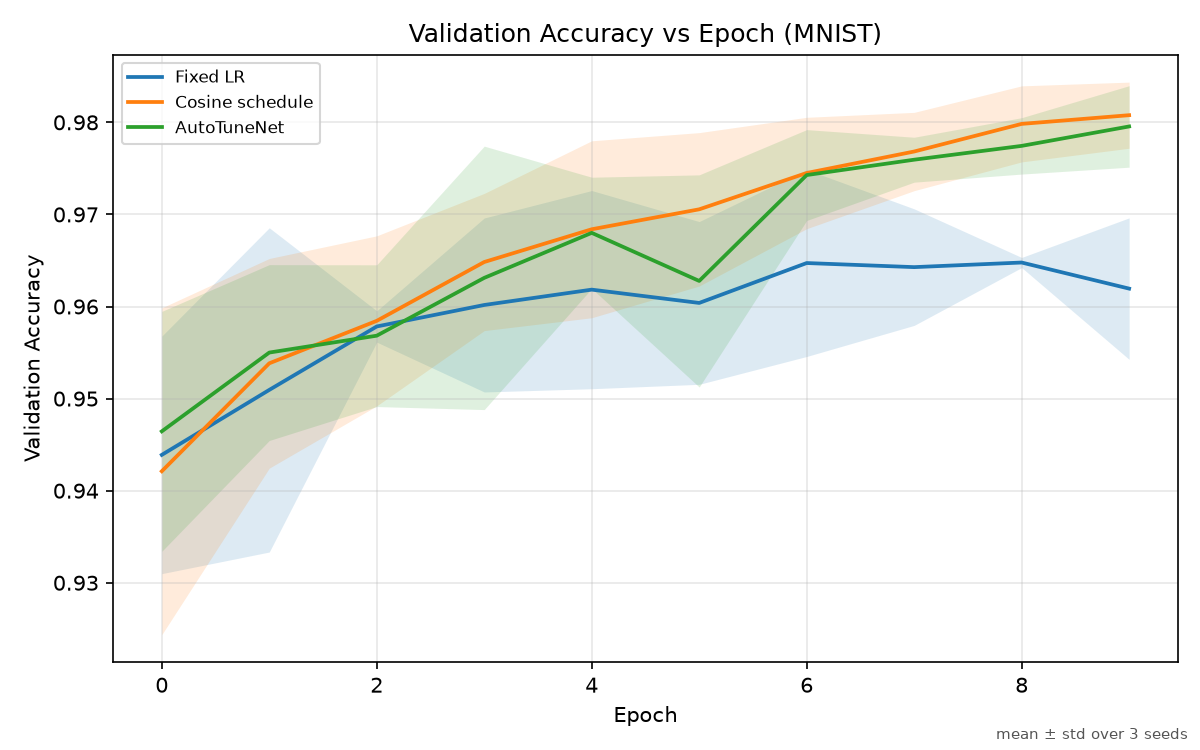 Validation Accuracy vs Epoch (MNIST)
Fixed LR
Cosine schedule
AutoTuneNet
Validation Accuracy
0.98
0.97
0.96
0.95
0.94
0.93
0 2 4 6 8
Epoch
mean ± std over 3 seeds